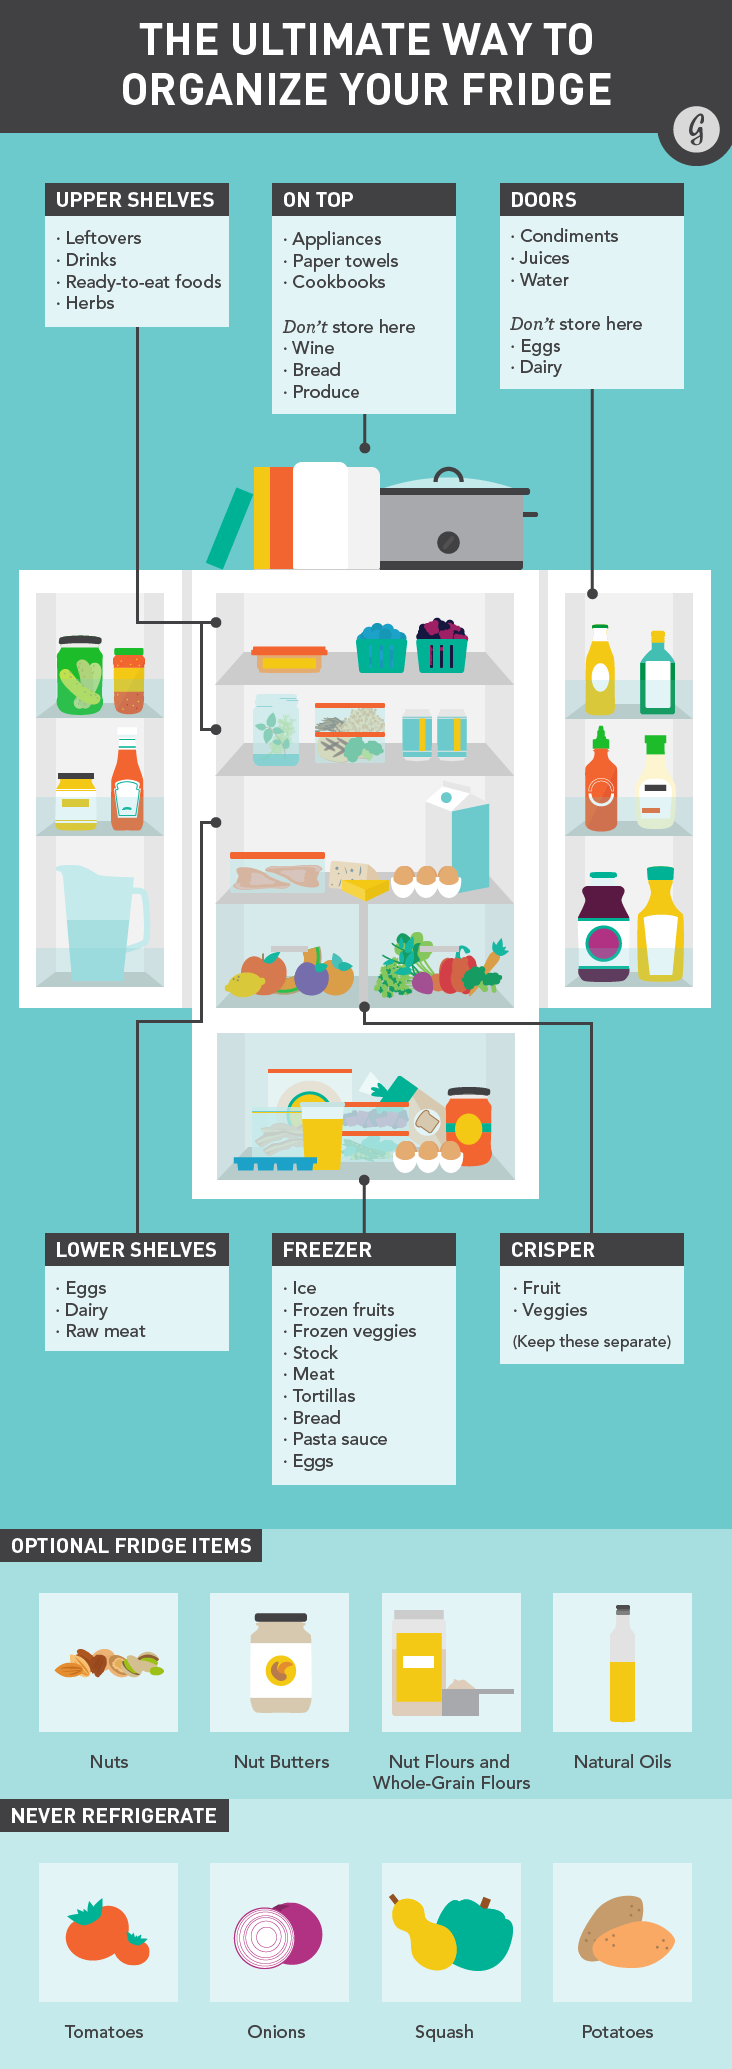 THE ULTIMATE WAY TO
ORGANIZE YOUR FRIDGE
G
UPPER SHELVES
· Leftovers
· Drinks
· Ready-to-eat foods
· Herbs
ON TOP
· Appliances
· Paper towels
· Cookbooks
Don't store here
· Wine
· Bread
· Produce
DOORS
· Condiments
· Juices
· Water
Don't store here
· Eggs
· Dairy
LOWER SHELVES
· Eggs
· Dairy
· Raw meat
FREEZER
· Ice
· Frozen fruits
· Frozen veggies
· Stock
· Meat
· Tortillas
· Bread
· Pasta sauce
· Eggs
CRISPER
· Fruit
· Veggies
(Keep these separate)
OPTIONAL FRIDGE ITEMS
Nuts
Nut Butters
Nut Flours and
Whole-Grain Flours
Natural Oils
NEVER REFRIGERATE
Tomatoes
Onions
Squash
Potatoes